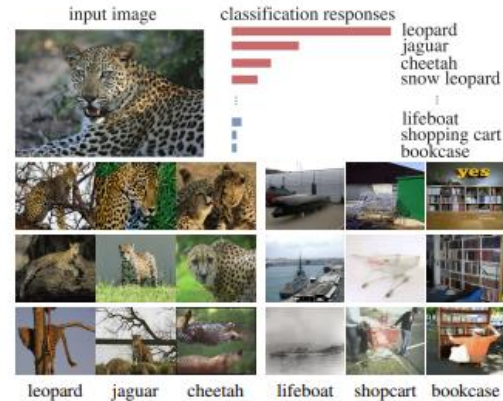 input image
classification responses
leopard
jaguar
cheetah
snow leopard
lifeboat
shopping cart
bookcase
yes
leopard jaguar cheetah lifeboat shopcart bookcase